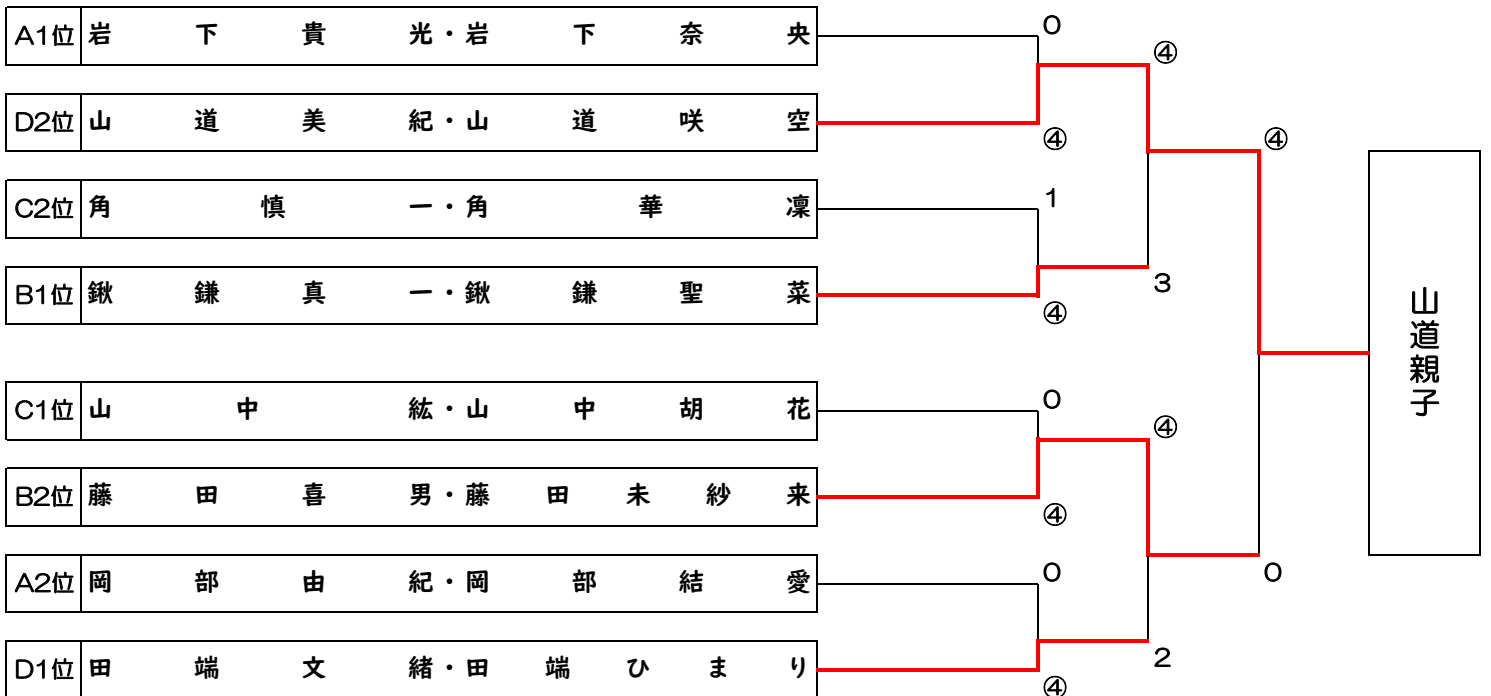 A1位 岩下貴光・岩下奈央 0
④
D2位 山道美紀・山道咲空 ④
④
C2位 角慎一・角華凜 1
3
B1位 鍬鎌真一・鍬鎌聖菜 ④
山道親子
C1位 山中紘・山中胡花 0
④
B2位 藤田喜男・藤田未紗来 ④
0
A2位 岡部由紀・岡部結愛 0
2
D1位 田端文緒・田端ひまり ④